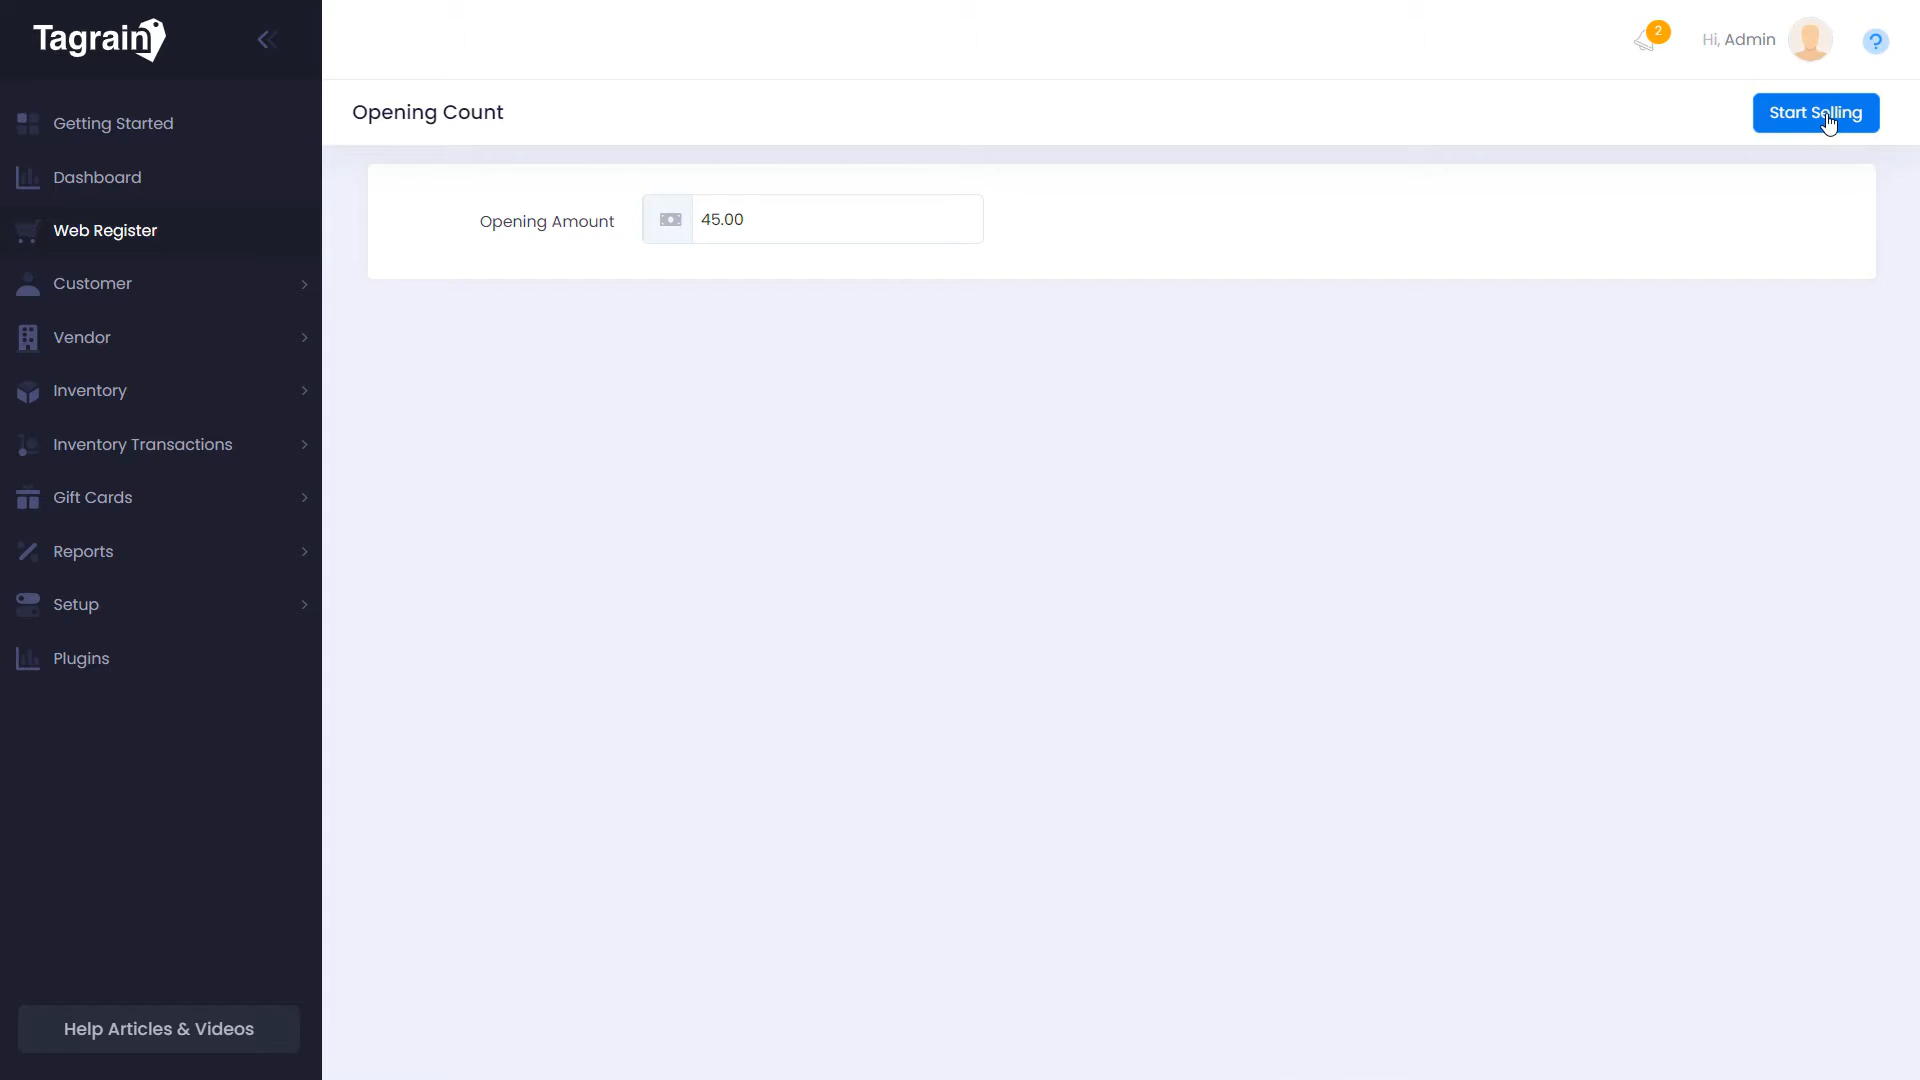 Tagrain
2
Hi, Admin
?
Opening Count
Start Selling
Getting Started
Dashboard
Web Register
Customer
Vendor
Inventory
Inventory Transactions
Gift Cards
Reports
Setup
Plugins
Opening Amount
45.00
Help Articles & Videos